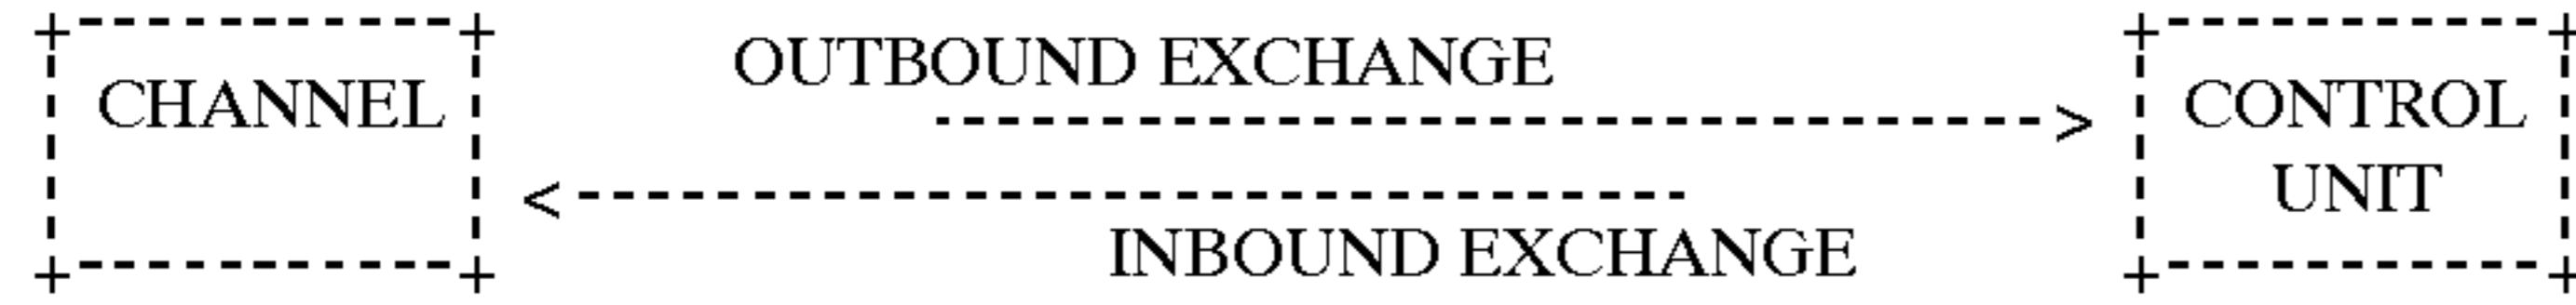 OUTBOUND EXCHANGE
CHANNEL
CONTROL
UNIT
INBOUND EXCHANGE